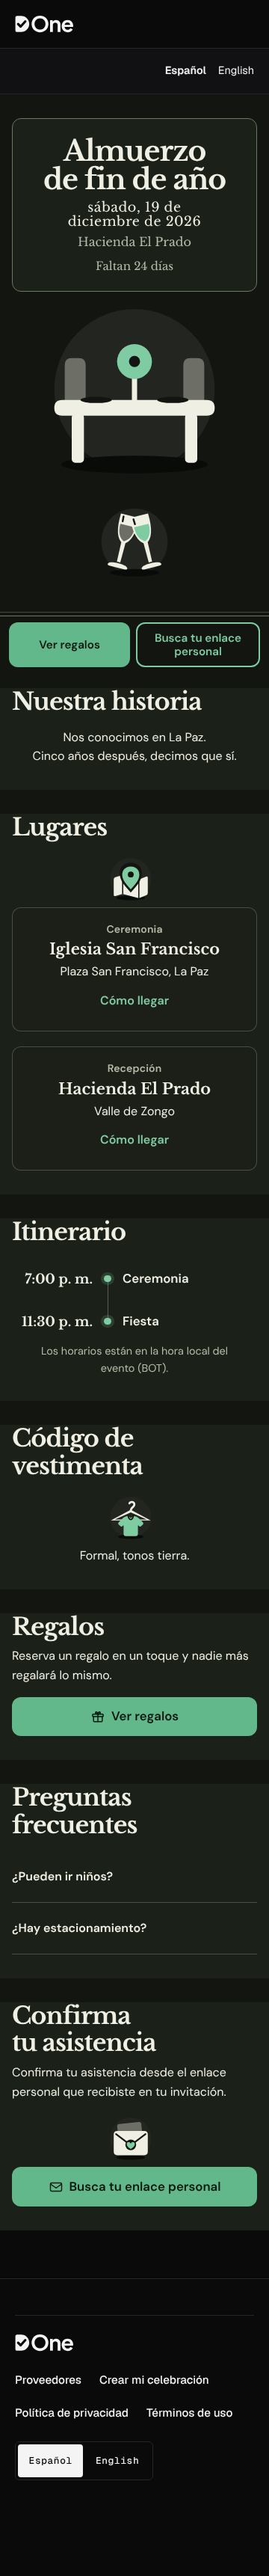 One
Español English
Almuerzo
de fin de año
sábado, 19 de
diciembre de 2026
Hacienda El Prado
Faltan 24 días
Ver regalos
Busca tu enlace
personal
Nuestra historia
Nos conocimos en La Paz.
Cinco años después, decimos que sí.
Lugares
Ceremonia
Iglesia San Francisco
Plaza San Francisco, La Paz
Cómo llegar
Recepción
Hacienda El Prado
Valle de Zongo
Cómo llegar
Itinerario
7:00 p. m. Ceremonia
11:30 p. m. Fiesta
Los horarios están en la hora local del
evento (BOT).
Código de
vestimenta
Formal, tonos tierra.
Regalos
Reserva un regalo en un toque y nadie más
regalará lo mismo.
Ver regalos
Preguntas
frecuentes
¿Pueden ir niños?
¿Hay estacionamiento?
Confirma
tu asistencia
Confirma tu asistencia desde el enlace
personal que recibiste en tu invitación.
Busca tu enlace personal
One
Proveedores Crear mi celebración
Política de privacidad Términos de uso
Español English